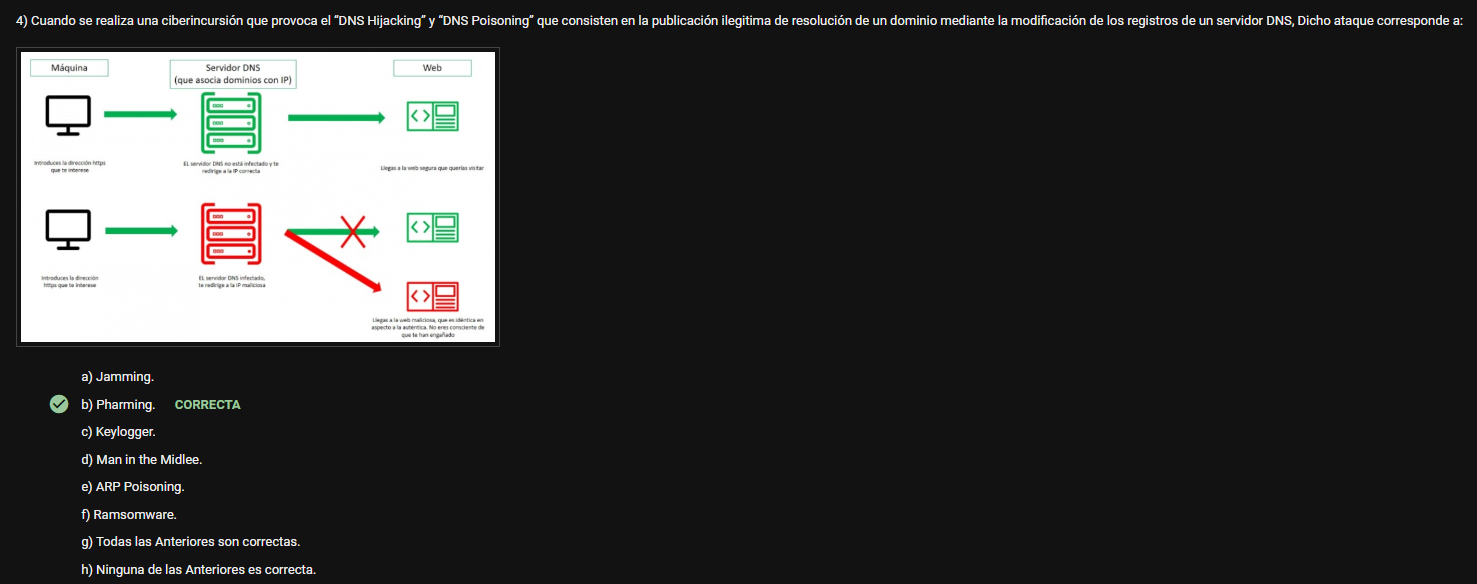 4) Cuando se realiza una ciberincursión que provoca el "DNS Hijacking" y "DNS Poisoning" que consisten en la publicación ilegitima de resolución de un dominio mediante la modificación de los registros de un servidor DNS, Dicho ataque corresponde a:
Máquina
Servidor DNS
(que asocia dominios con IP)
Web
Introduces la dirección https
que te interese
EL servidor DNS no está infectado y te
redirige a la IP correcta
Llegas a la web segura que querías visitar
Introduces la dirección
https que te interese
EL servidor DNS infectado,
te redirige a la IP maliciosa
Llegas a la web maliciosa, que es idéntica en
aspecto a la auténtica. No eres consciente de
que te han engañado
a) Jamming.
b) Pharming. CORRECTA
c) Keylogger.
d) Man in the Midlee.
e) ARP Poisoning.
f) Ramsomware.
g) Todas las Anteriores son correctas.
h) Ninguna de las Anteriores es correcta.